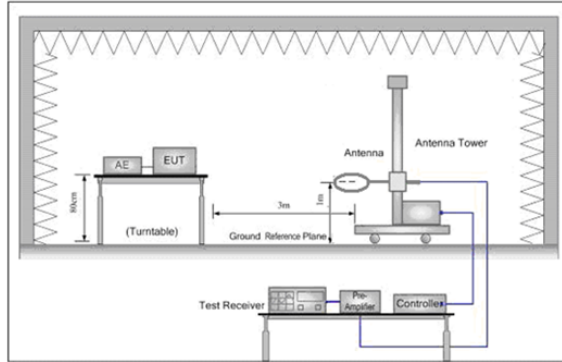 AE
EUT
80cm
(Turntable)
3m
1m
Antenna
Antenna Tower
Ground Reference Plane
Test Receiver
Pre-
Amplifier
Controller